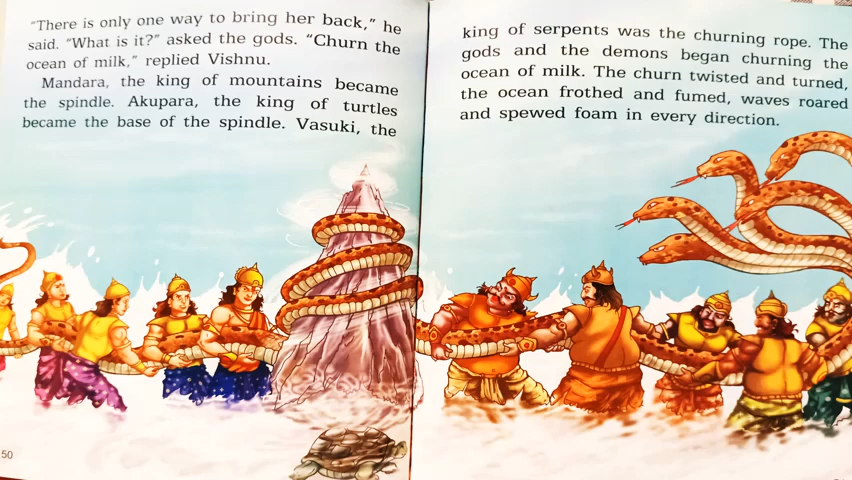 "There is only one way to bring her back," he
said. "What is it?" asked the gods. "Churn the
ocean of milk," replied Vishnu.
Mandara, the king of mountains became
the spindle. Akupara, the king of turtles
became the base of the spindle. Vasuki, the
50
king of serpents was the churning rope. The
gods and the demons began churning the
ocean of milk. The churn twisted and turned,
the ocean frothed and fumed, waves roared
and spewed foam in every direction.